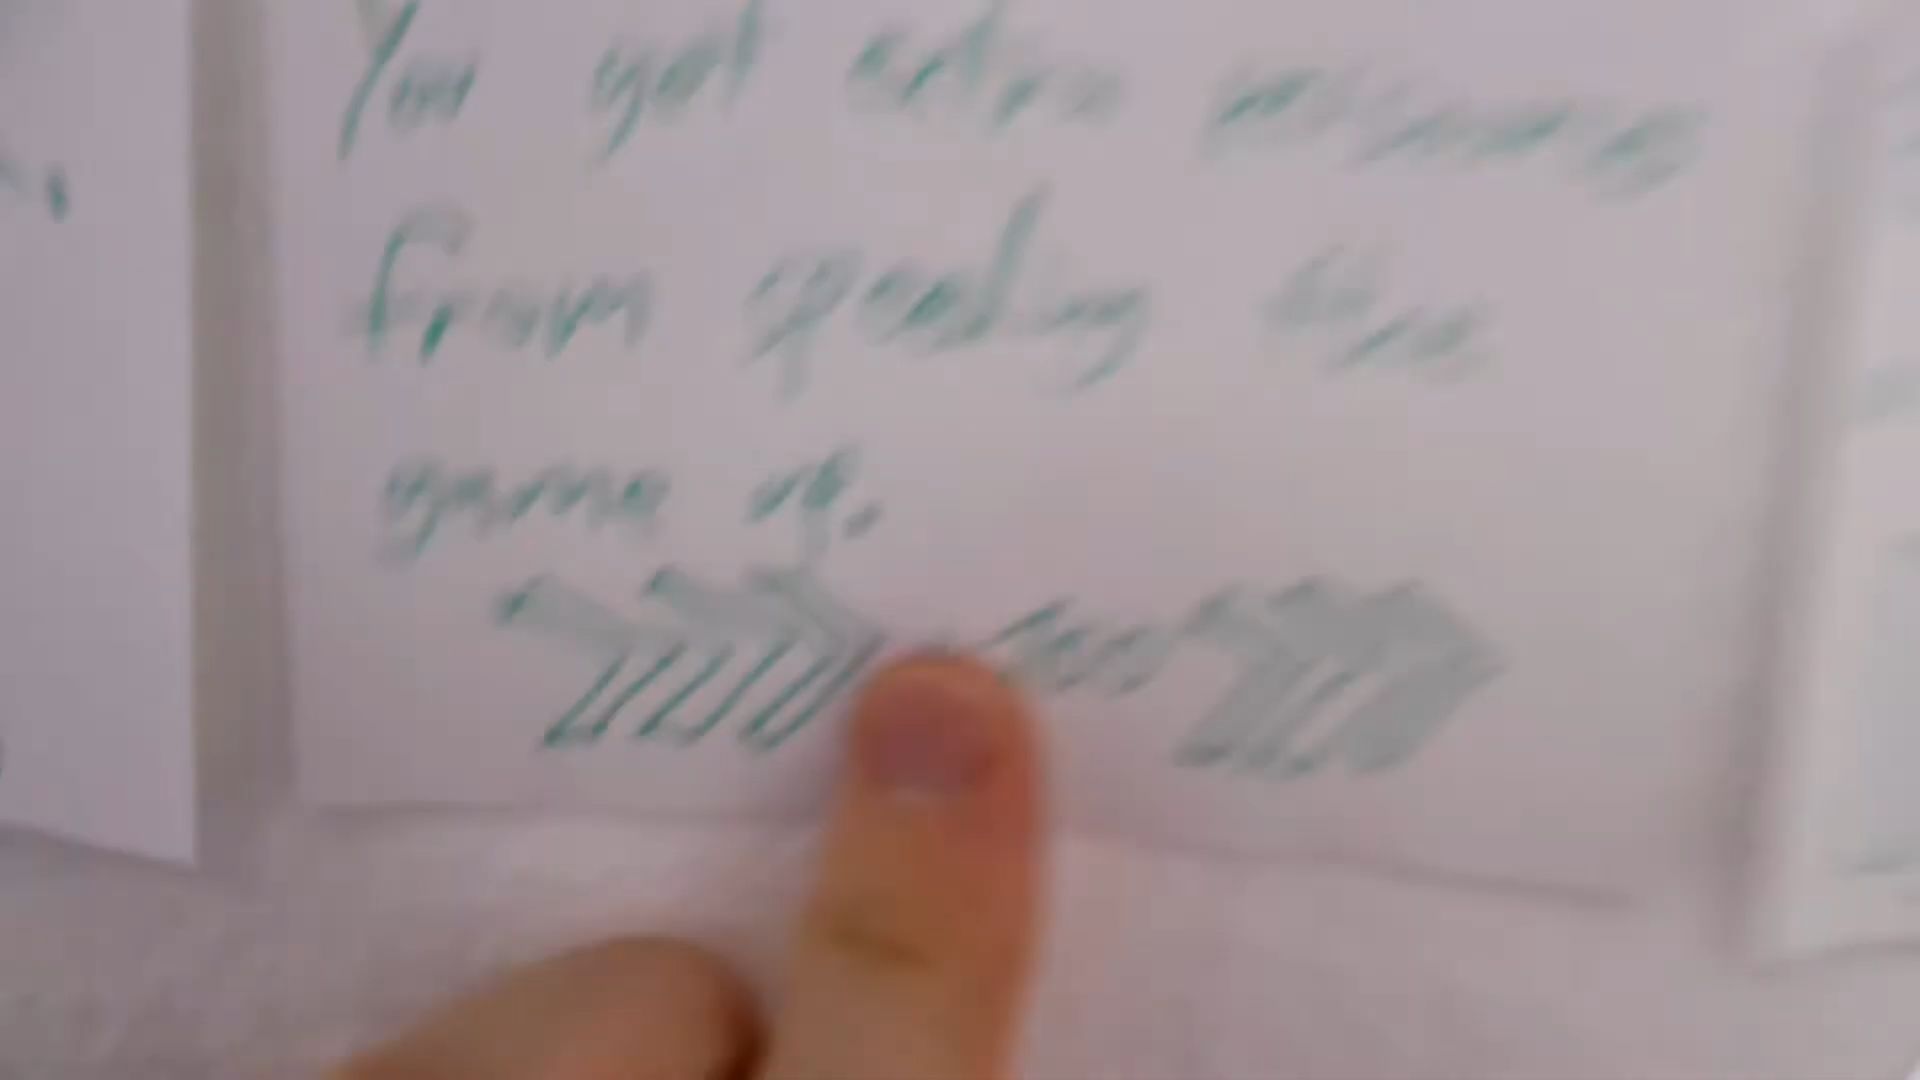 You get extra
from speeding the
game up.